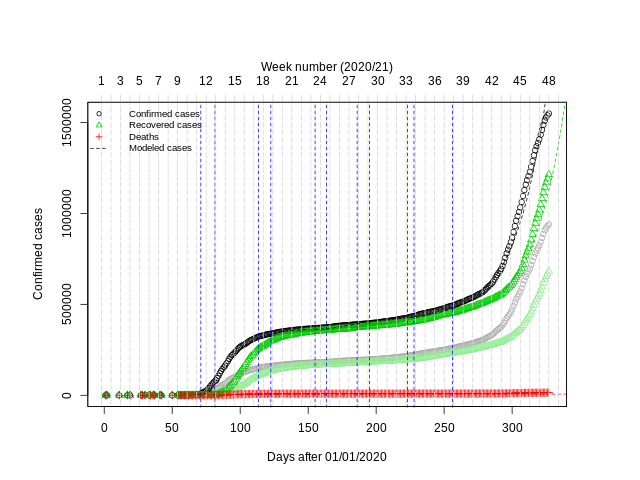 Week number (2020/21)
1 3 5 7 9 12 15 18 21 24 27 30 33 36 39 42 45 48
Confirmed cases
Recovered cases
Deaths
Modeled cases
Confirmed cases
0 500000 1000000 1500000
0 50 100 150 200 250 300
Days after 01/01/2020